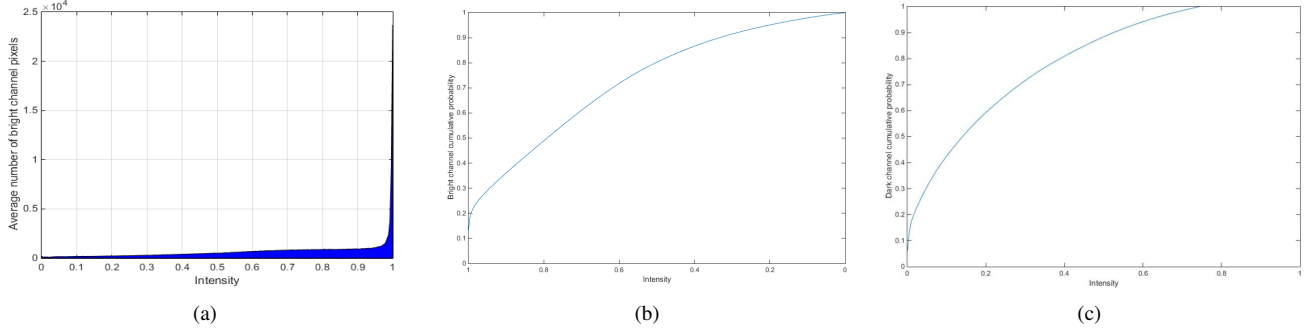 ×10⁴
2.5
2
1.5
1
0.5
0
0 0.1 0.2 0.3 0.4 0.5 0.6 0.7 0.8 0.9 1
Average number of bright channel pixels
Intensity
(a)
1
0.9
0.8
0.7
0.6
0.5
0.4
0.3
0.2
0.1
0
1 0.8 0.6 0.4 0.2 0
Bright channel cumulative probability
Intensity
(b)
1
0.9
0.8
0.7
0.6
0.5
0.4
0.3
0.2
0.1
0
0 0.2 0.4 0.6 0.8 1
Dark channel cumulative probability
Intensity
(c)